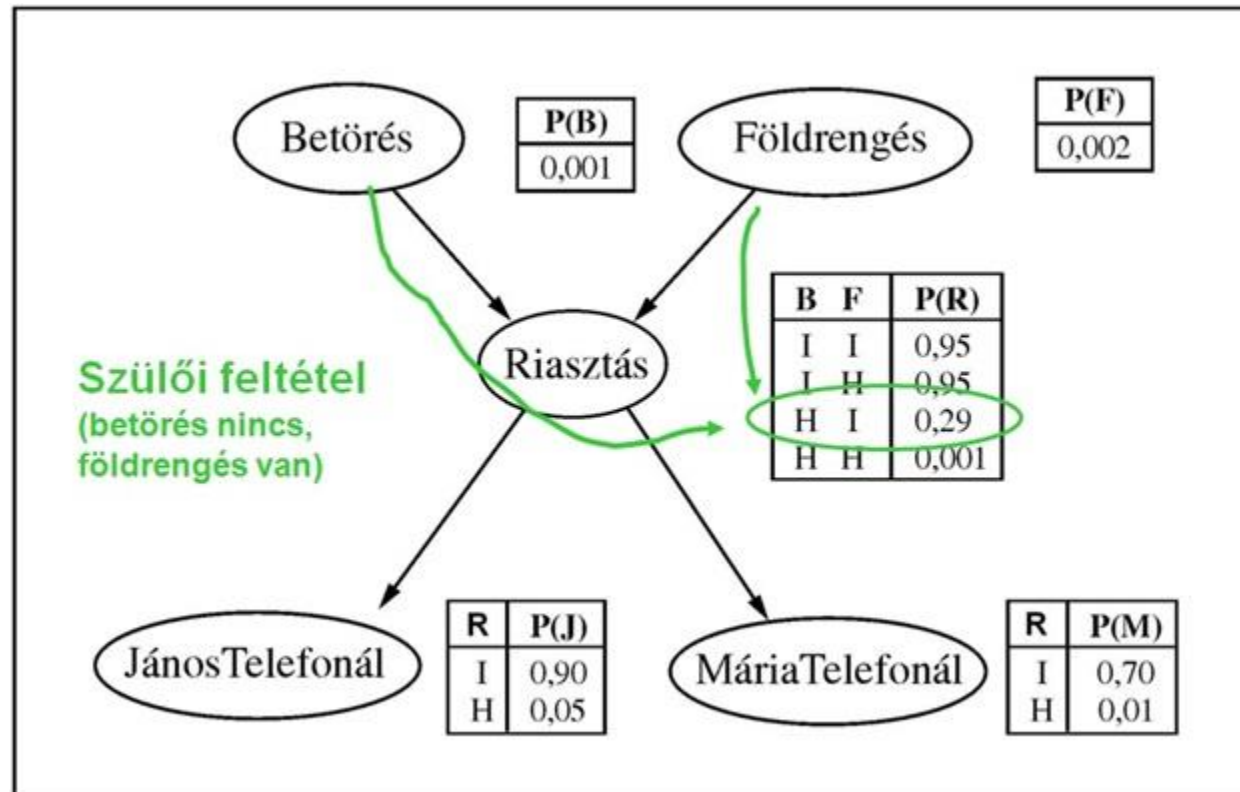 Betörés
P(B)
0,001
Földrengés
P(F)
0,002
B F P(R)
I I 0,95
I H 0,95
H I 0,29
H H 0,001
Riasztás
Szülői feltétel
(betörés nincs,
földrengés van)
JánosTelefonál
R P(J)
I 0,90
H 0,05
MáriaTelefonál
R P(M)
I 0,70
H 0,01